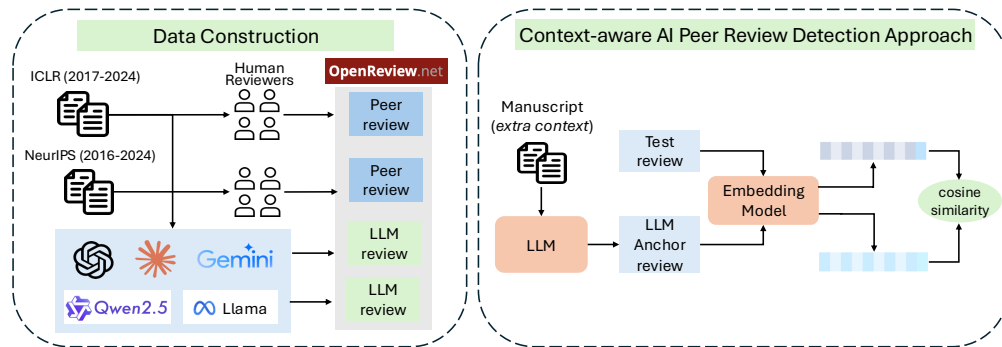 Data Construction
ICLR (2017-2024)
Human
Reviewers
OpenReview.net
Peer
review
NeurIPS (2016-2024)
Peer
review
Gemini
LLM
review
Qwen2.5
Llama
LLM
review
Context-aware AI Peer Review Detection Approach
Manuscript
(extra context)
Test
review
Embedding
Model
cosine
similarity
LLM
LLM
Anchor
review